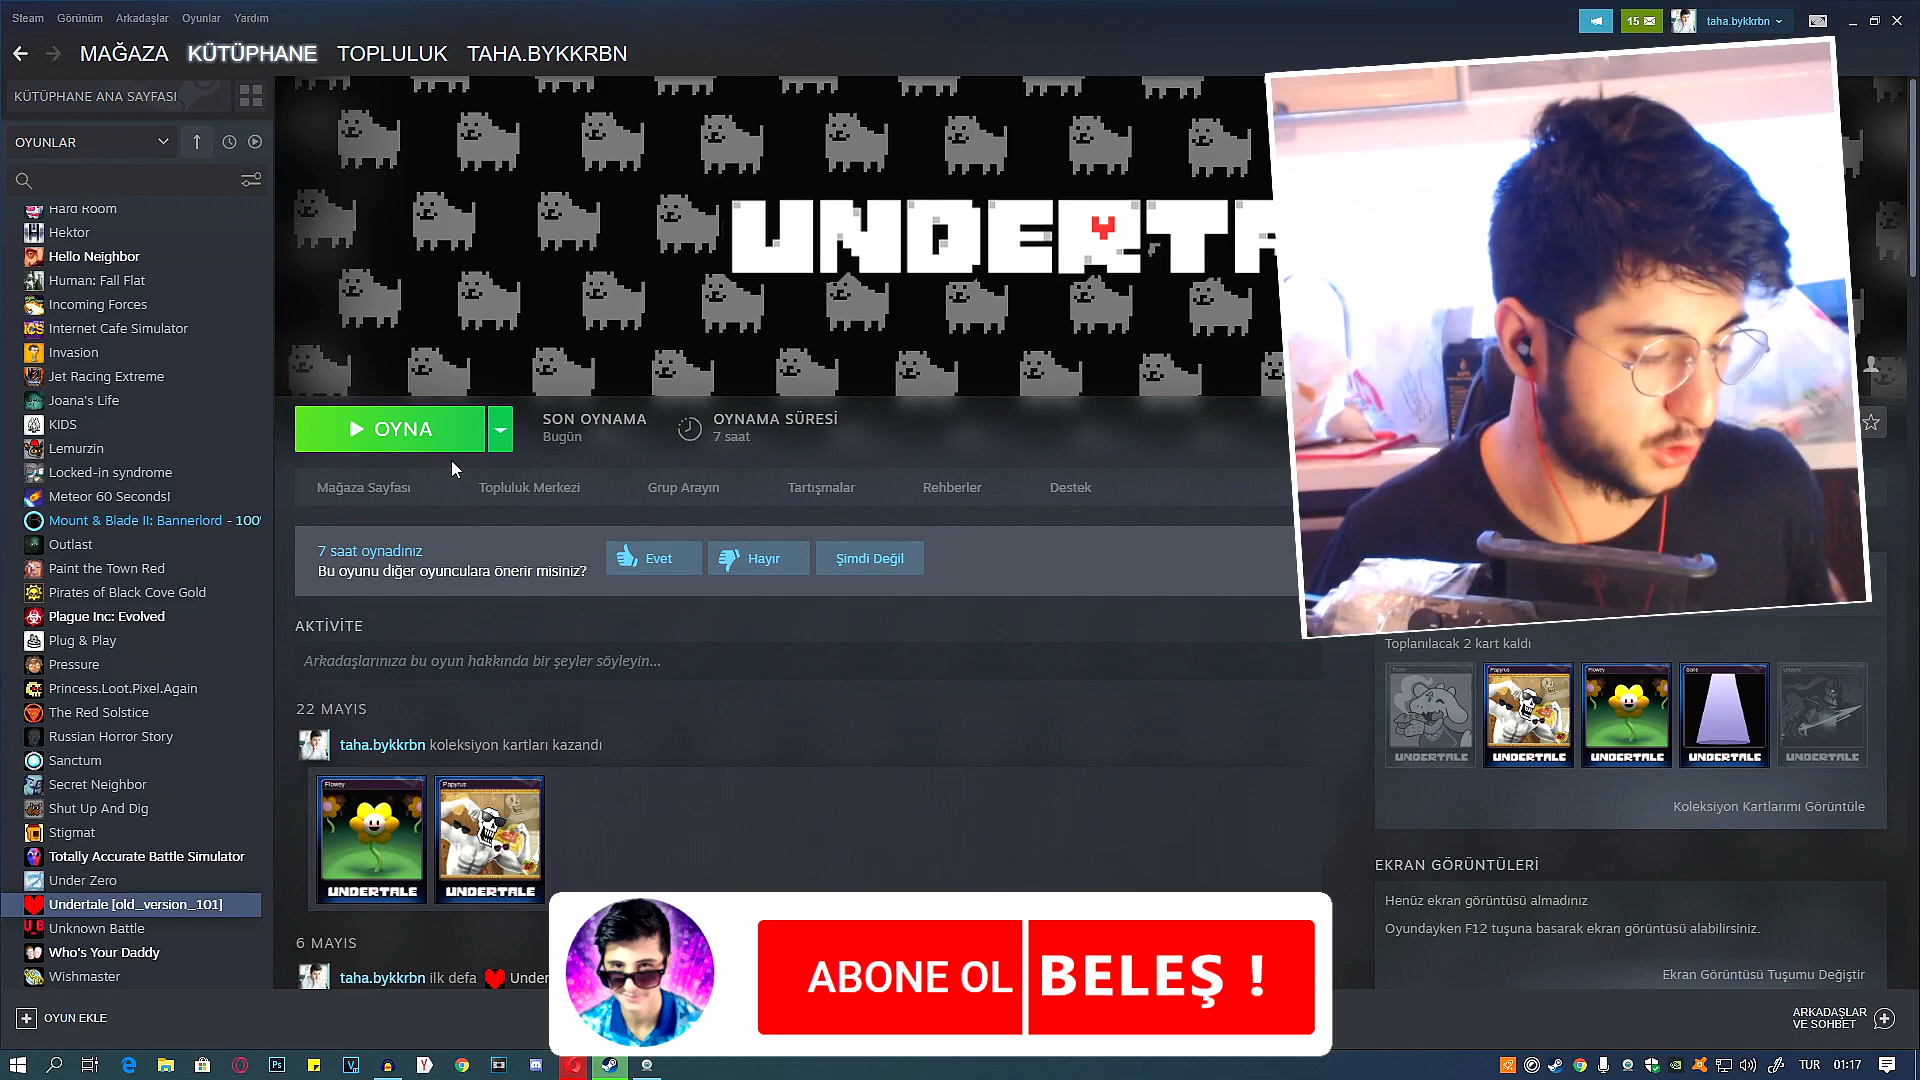 Steam Görünüm Arkadaşlar Oyunlar Yardım
15
taha.bykkrbn
MAĞAZA KÜTÜPHANE TOPLULUK TAHA.BYKKRBN
KÜTÜPHANE ANA SAYFASI
OYUNLAR
Hard Room
Hektor
Hello Neighbor
Human: Fall Flat
Incoming Forces
Internet Cafe Simulator
Invasion
Jet Racing Extreme
Joana's Life
KIDS
Lemurzin
Locked-in syndrome
Meteor 60 Seconds!
Mount & Blade II: Bannerlord - 100%
Outlast
Paint the Town Red
Pirates of Black Cove Gold
Plague Inc: Evolved
Plug & Play
Pressure
Princess.Loot.Pixel.Again
The Red Solstice
Russian Horror Story
Sanctum
Secret Neighbor
Shut Up And Dig
Stigmat
Totally Accurate Battle Simulator
Under Zero
Undertale [old_version_101]
Unknown Battle
Who's Your Daddy
Wishmaster
OYUN EKLE
UNDERTA
OYNA
SON OYNAMA
Bugün
OYNAMA SÜRESİ
7 saat
Mağaza Sayfası Topluluk Merkezi Grup Arayın Tartışmalar Rehberler Destek
7 saat oynadınız
Bu oyunu diğer oyunculara önerir misiniz?
Evet Hayır Şimdi Değil
AKTİVİTE
Arkadaşlarınıza bu oyun hakkında bir şeyler söyleyin...
22 MAYIS
taha.bykkrbn koleksiyon kartları kazandı
Flowey Papyrus
UNDERTALE UNDERTALE
6 MAYIS
taha.bykkrbn ilk defa Under
Toplanılacak 2 kart kaldı
Toriel Papyrus Flowey Sans Undyne
UNDERTALE UNDERTALE UNDERTALE UNDERTALE UNDERTALE
Koleksiyon Kartlarımı Görüntüle
EKRAN GÖRÜNTÜLERİ
Henüz ekran görüntüsü almadınız
Oyundayken F12 tuşuna basarak ekran görüntüsü alabilirsiniz.
Ekran Görüntüsü Tuşumu Değiştir
ABONE OL BELEŞ !
ARKADAŞLAR
VE SOHBET
TUR 01:17